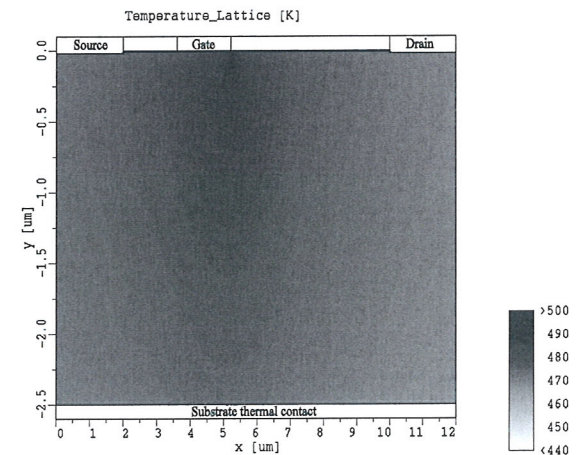 Temperature_Lattice [K]
Source Gate Drain
0.0
-0.5
-1.0
-1.5
-2.0
-2.5
y [um]
Substrate thermal contact
0 1 2 3 4 5 6 7 8 9 10 11 12
x [um]
>500
490
480
470
460
450
<440